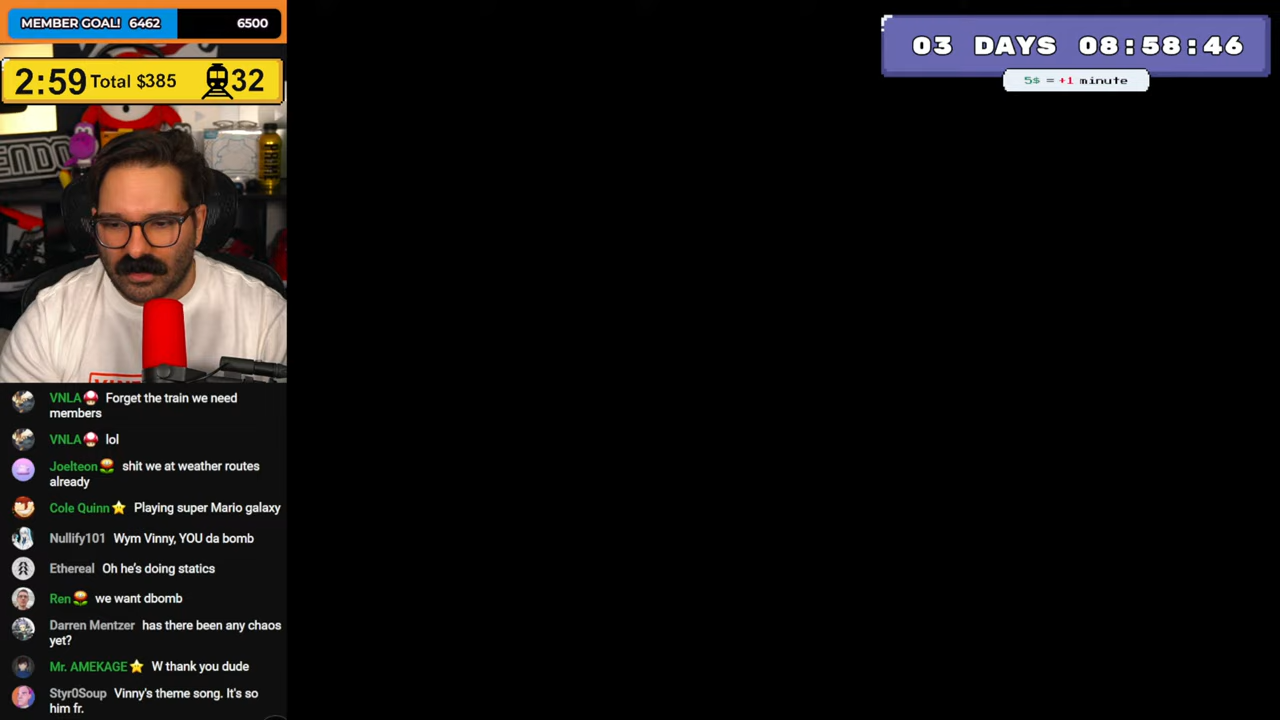 MEMBER GOAL! 6462 6500
03 DAYS 08:58:46
5$ = +1 minute
2:59 Total $385 32
ENDO
VNLA Forget the train we need
members
VNLA lol
Joelteon shit we at weather routes
already
Cole Quinn Playing super Mario galaxy
Nullify101 Wym Vinny, YOU da bomb
Ethereal Oh he's doing statics
Ren we want dbomb
Darren Mentzer has there been any chaos
yet?
Mr. AMEKAGE W thank you dude
Styr0Soup Vinny's theme song. It's so
him fr.